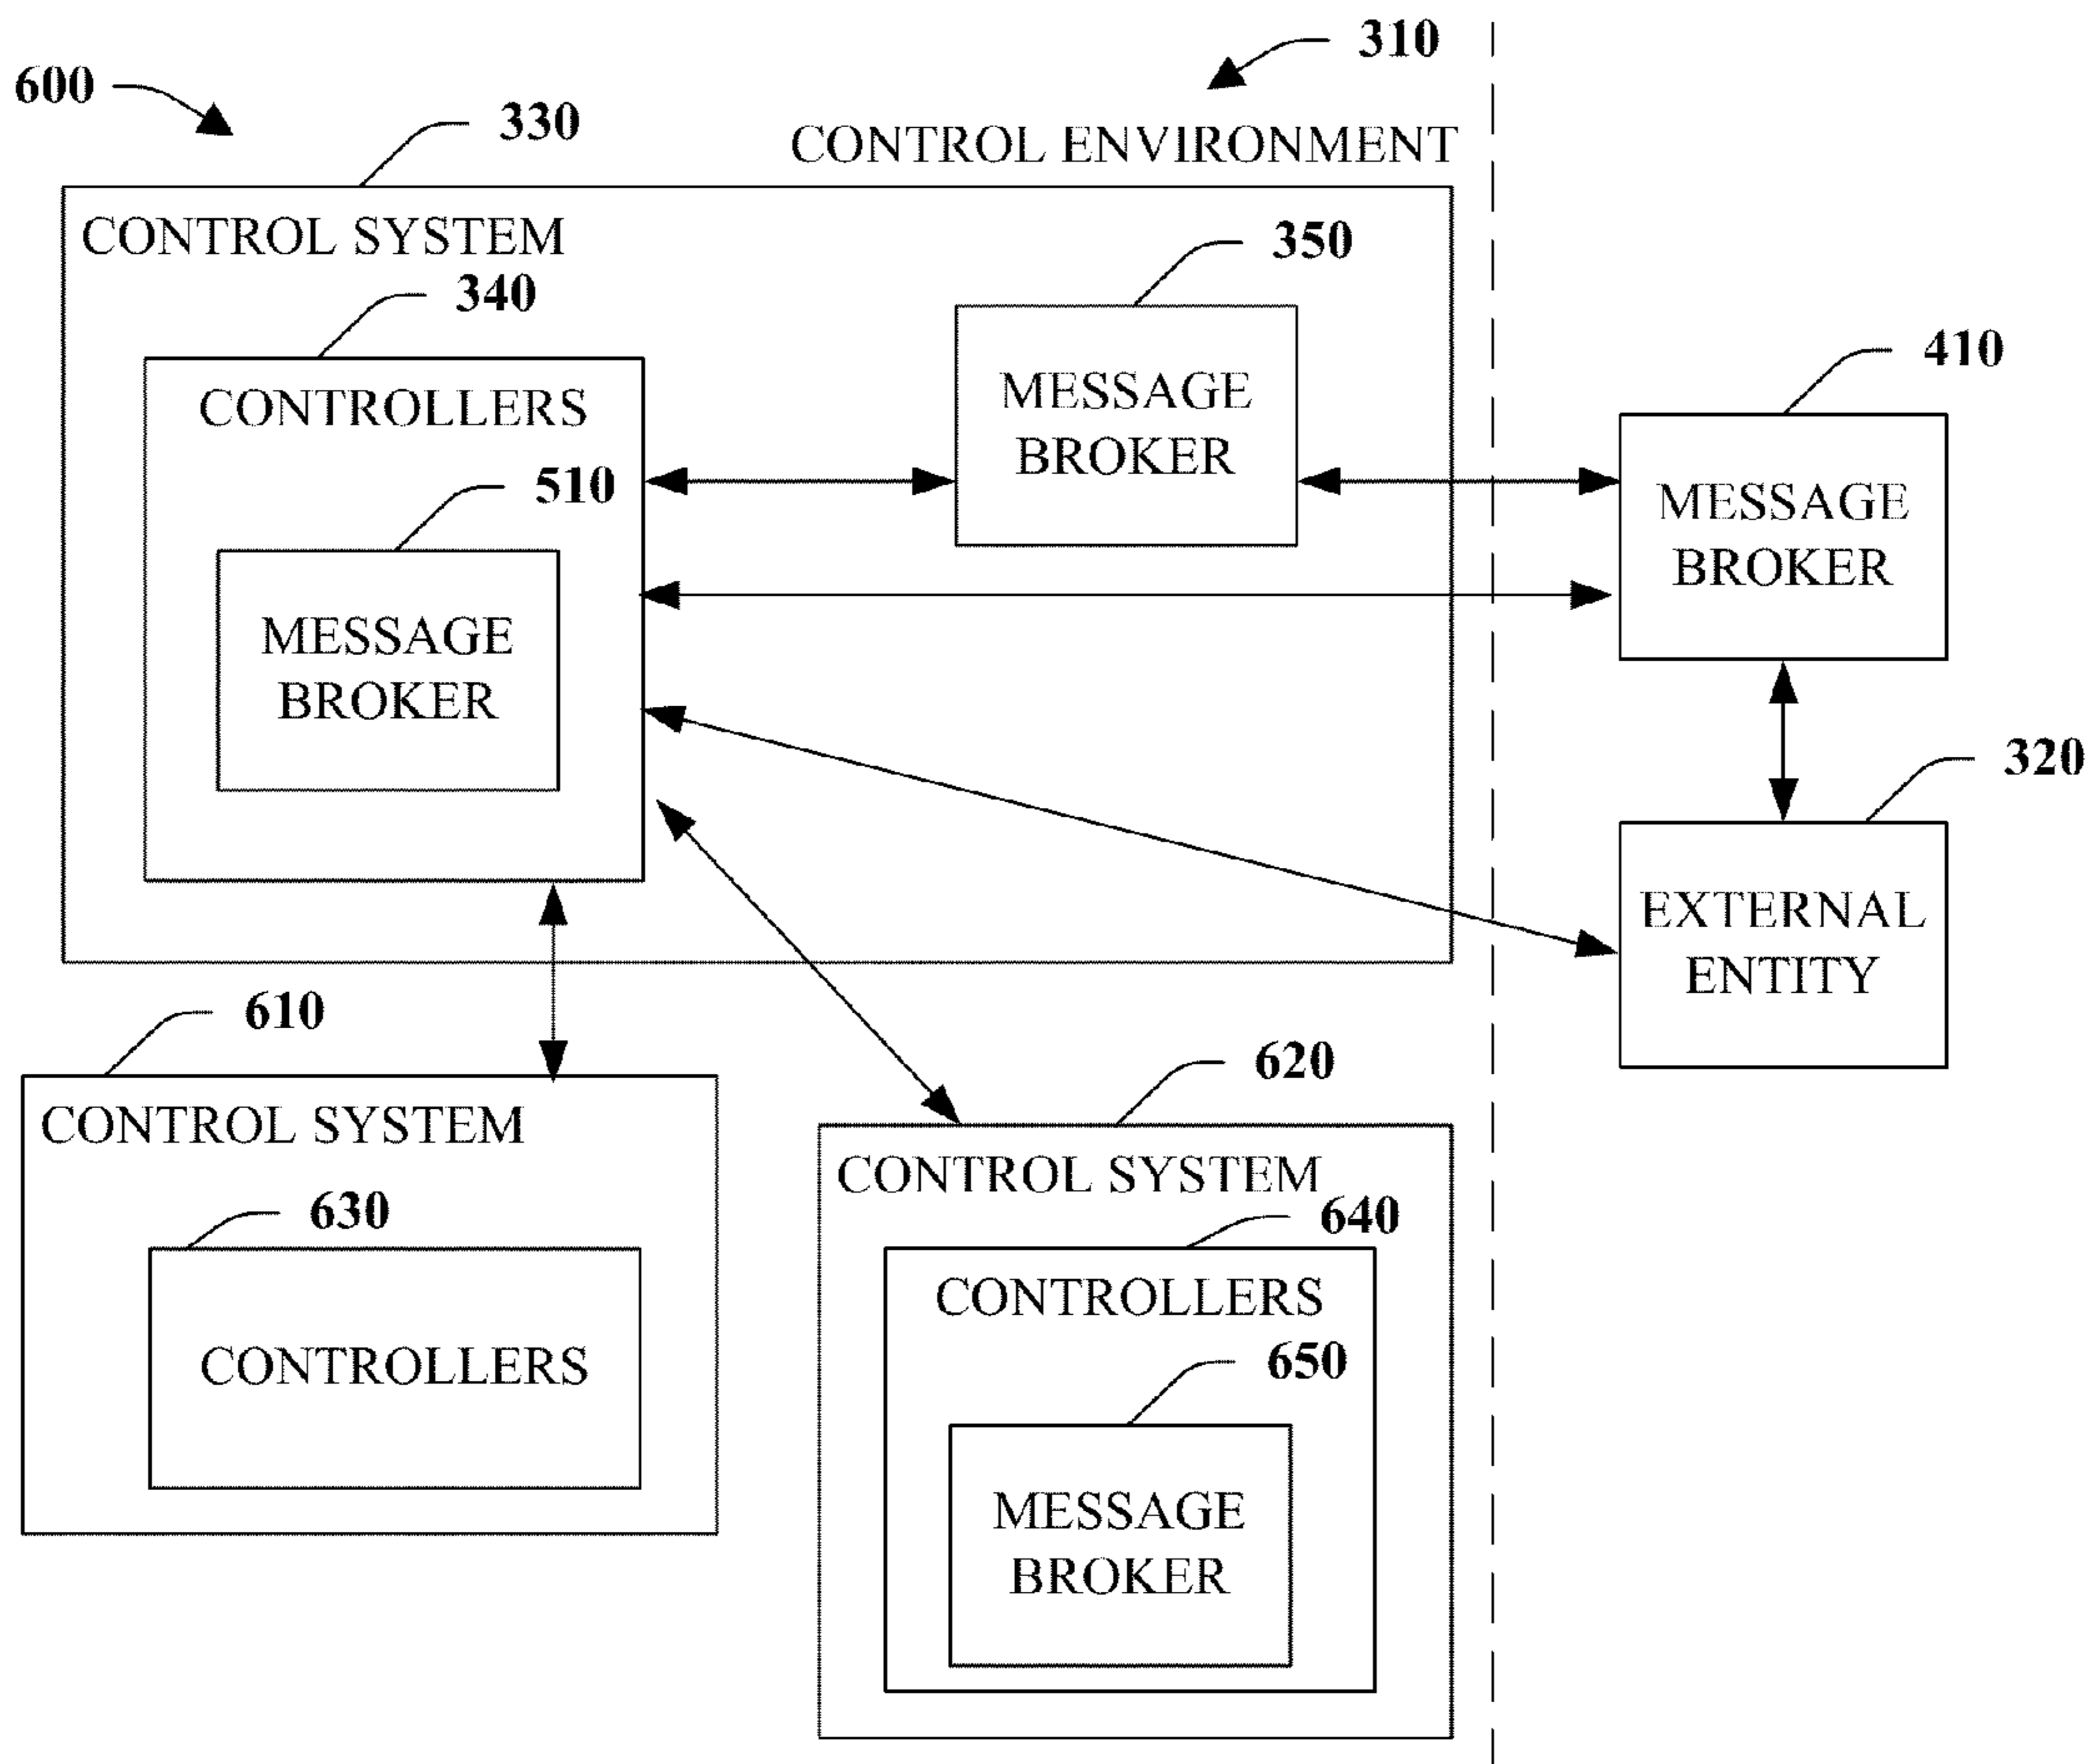 310
600
330
CONTROL ENVIRONMENT
CONTROL SYSTEM
350
340
410
CONTROLLERS
MESSAGE
BROKER
510
MESSAGE
BROKER
MESSAGE
BROKER
320
EXTERNAL
ENTITY
610
620
CONTROL SYSTEM
CONTROL SYSTEM
630
640
CONTROLLERS
CONTROLLERS
650
MESSAGE
BROKER